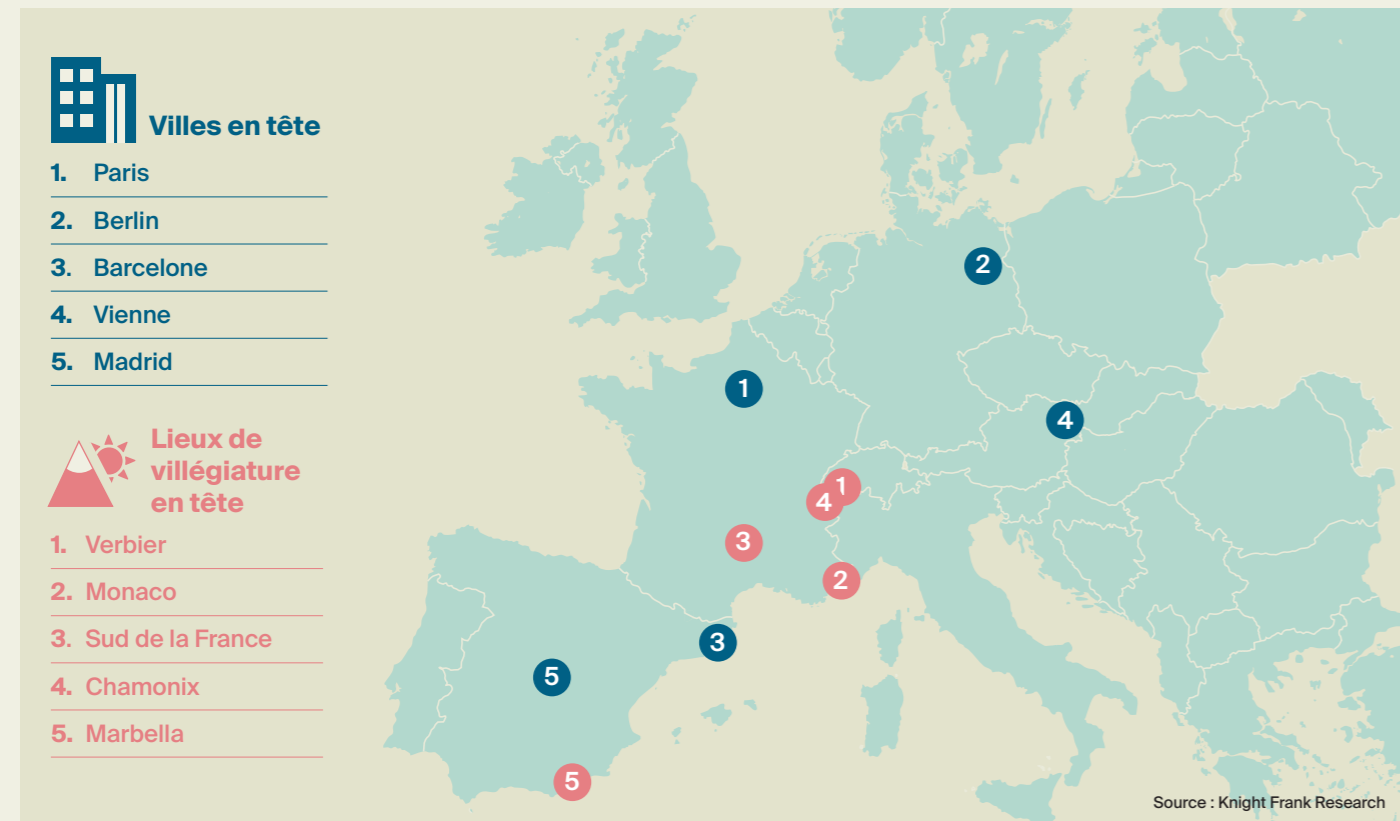 Villes en tête
1. Paris
2. Berlin
3. Barcelone
4. Vienne
5. Madrid
Lieux de
villégiature
en tête
1. Verbier
2. Monaco
3. Sud de la France
4. Chamonix
5. Marbella
2
1
4
1
4
3
2
3
5
5
Source : Knight Frank Research